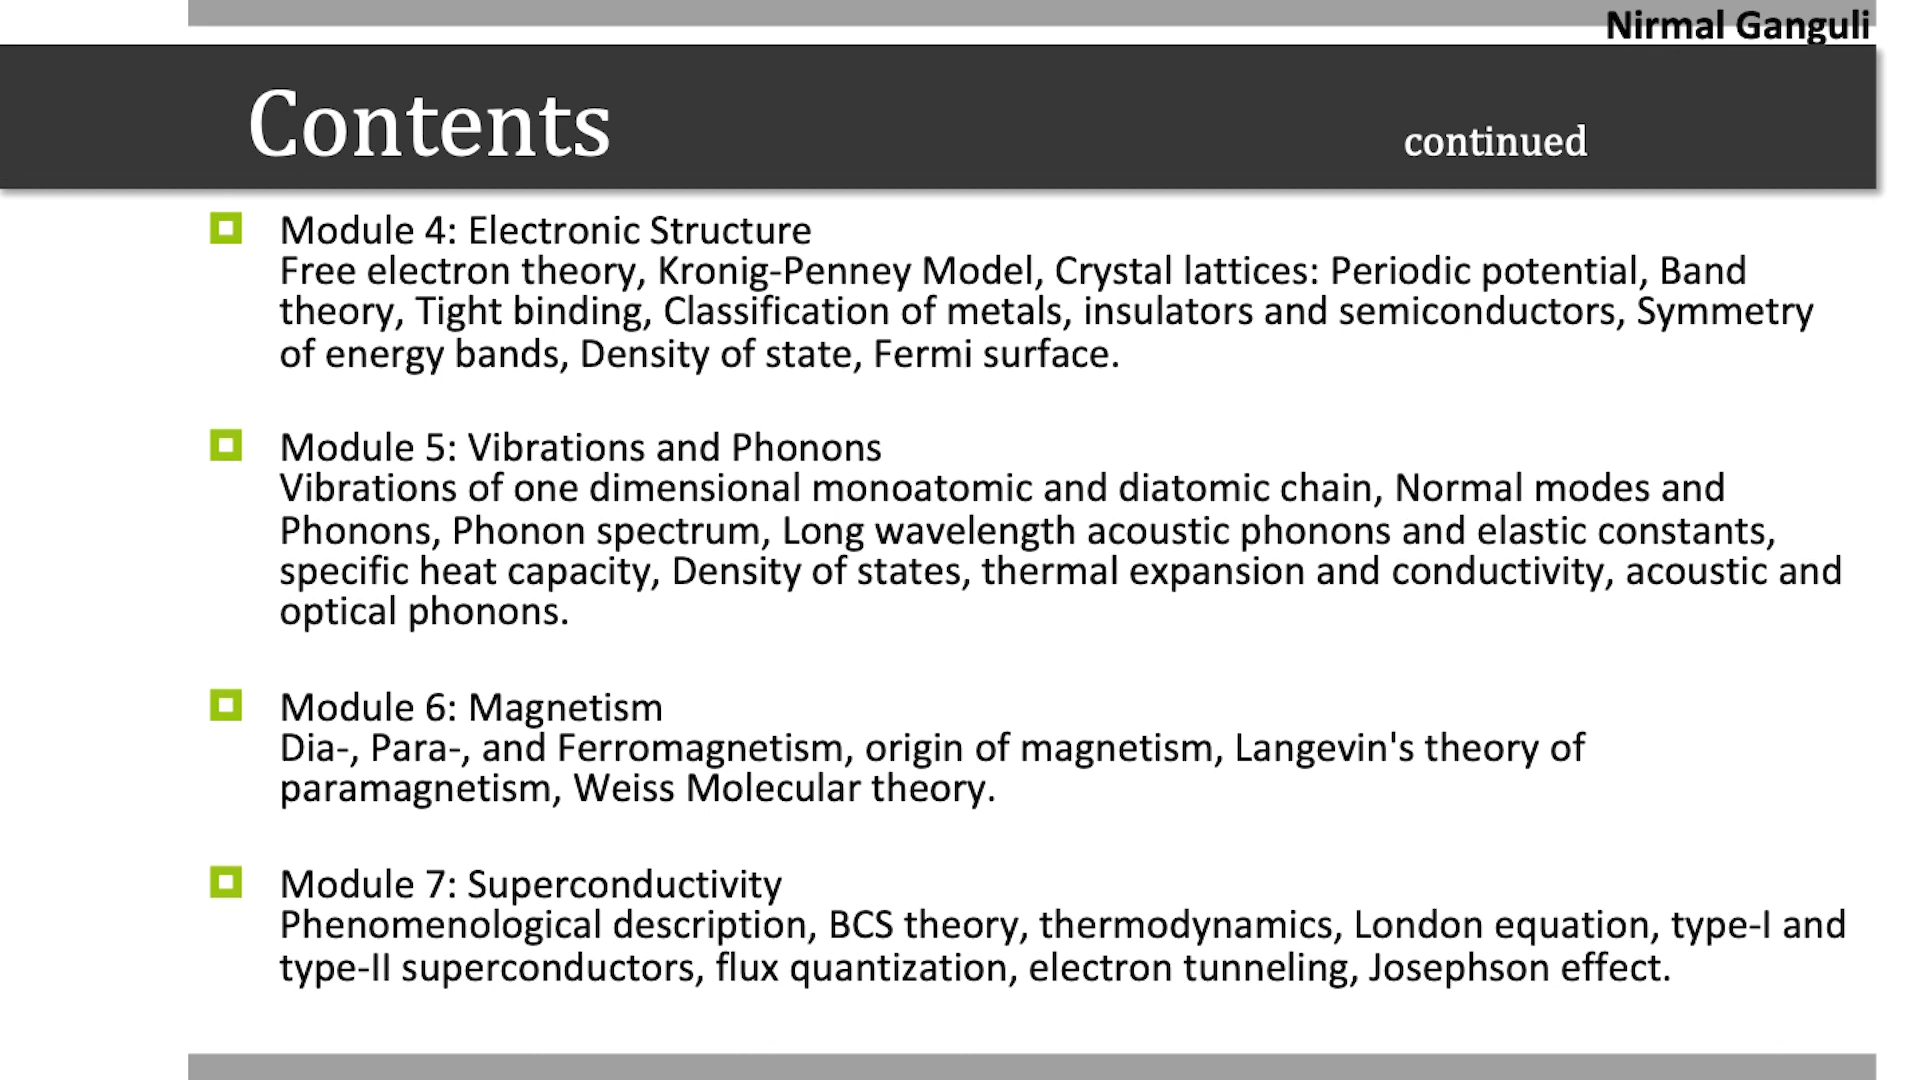 Nirmal Ganguli
Contents
continued
Module 4: Electronic Structure
Free electron theory, Kronig-Penney Model, Crystal lattices: Periodic potential, Band
theory, Tight binding, Classification of metals, insulators and semiconductors, Symmetry
of energy bands, Density of state, Fermi surface.
Module 5: Vibrations and Phonons
Vibrations of one dimensional monoatomic and diatomic chain, Normal modes and
Phonons, Phonon spectrum, Long wavelength acoustic phonons and elastic constants,
specific heat capacity, Density of states, thermal expansion and conductivity, acoustic and
optical phonons.
Module 6: Magnetism
Dia-, Para-, and Ferromagnetism, origin of magnetism, Langevin's theory of
paramagnetism, Weiss Molecular theory.
Module 7: Superconductivity
Phenomenological description, BCS theory, thermodynamics, London equation, type-I and
type-II superconductors, flux quantization, electron tunneling, Josephson effect.